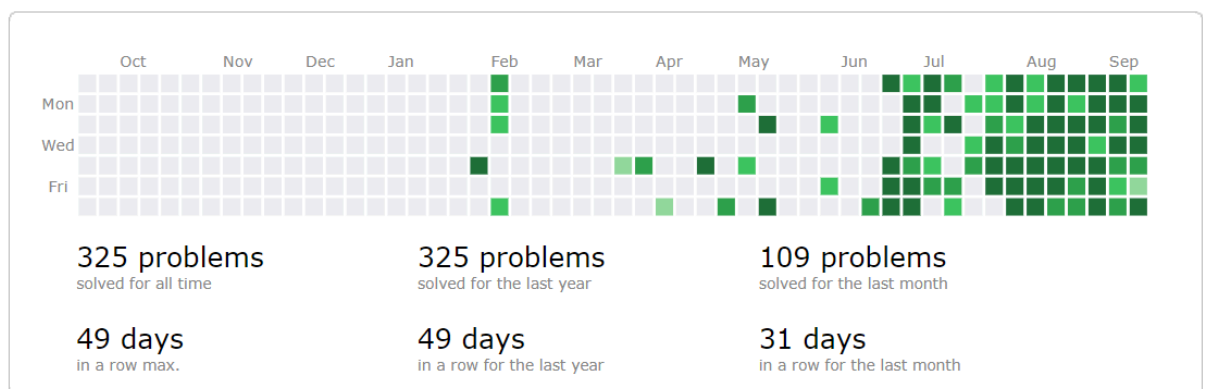 Oct Nov Dec Jan Feb Mar Apr May Jun Jul Aug Sep
Mon
Wed
Fri
325 problems 325 problems 109 problems
solved for all time solved for the last year solved for the last month
49 days 49 days 31 days
in a row max. in a row for the last year in a row for the last month